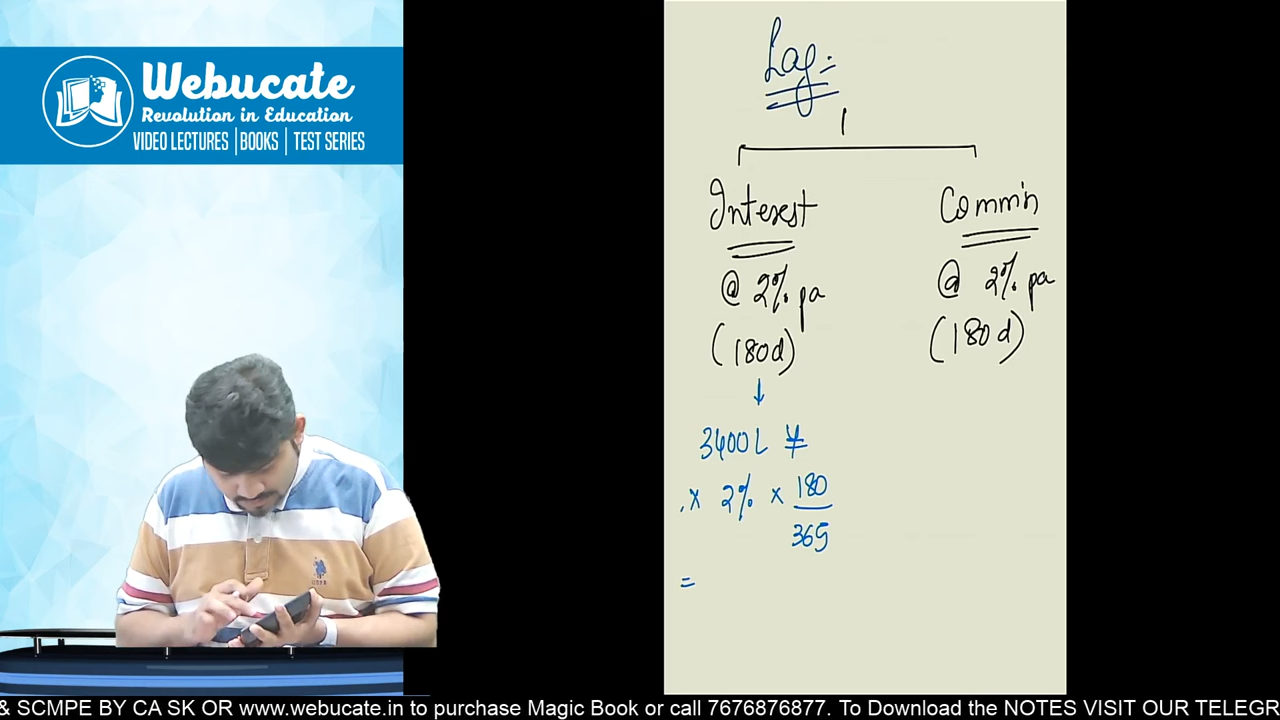 Webucate
Revolution in Education
VIDEO LECTURES | BOOKS | TEST SERIES
Lag:
Interest
@ 2% pa
(180d)
↓
3400L ¥
× 2% × 180
365
=
Comm'n
@ 2% pa
(180d)
& SCMPE BY CA SK OR www.webucate.in to purchase Magic Book or call 7676876877. To Download the NOTES VISIT OUR TELEGR